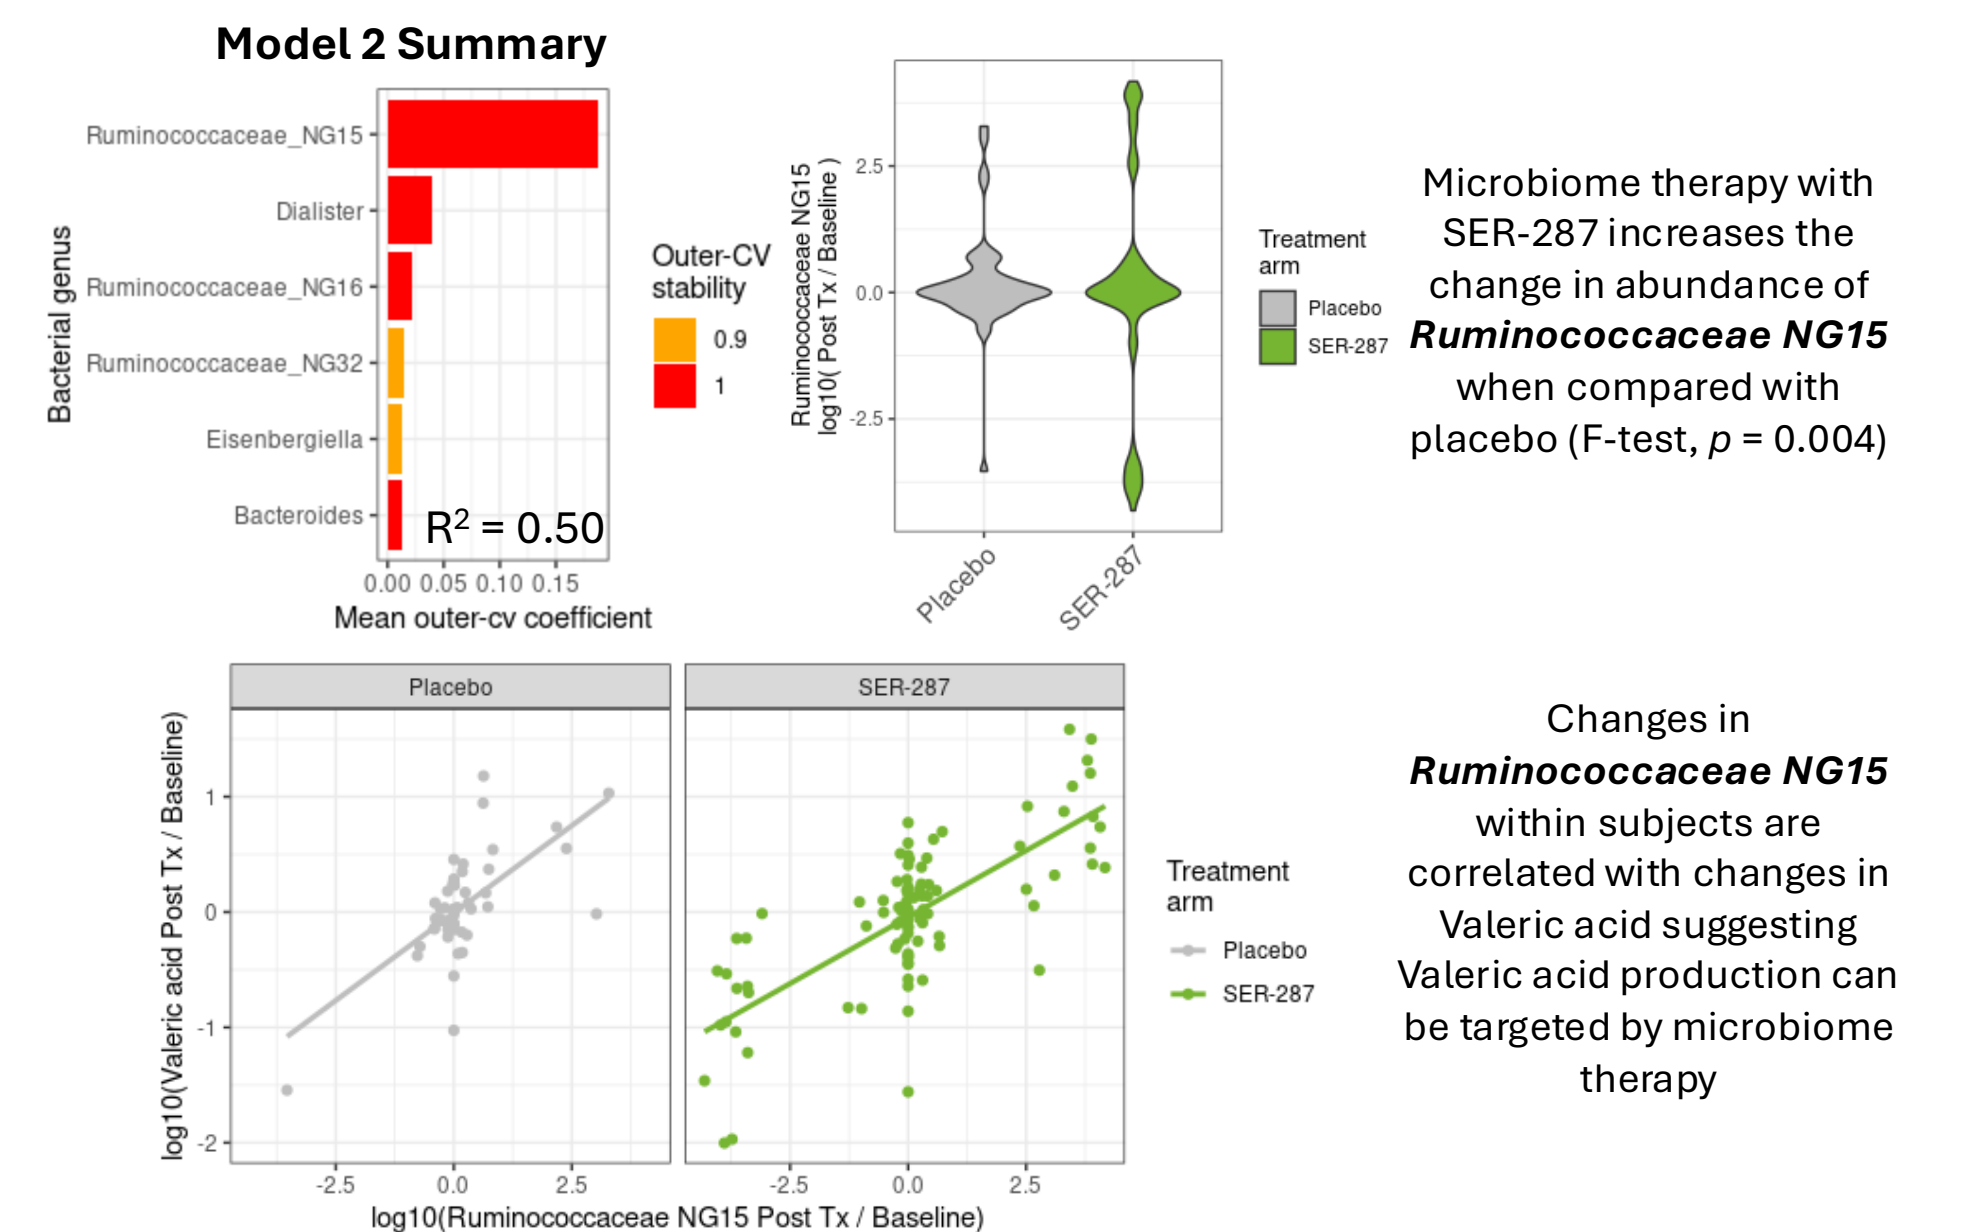 Model 2 Summary
Bacterial genus
Ruminococcaceae_NG15
Dialister
Ruminococcaceae_NG16
Ruminococcaceae_NG32
Eisenbergiella
Bacteroides
R² = 0.50
0.00 0.05 0.10 0.15
Mean outer-cv coefficient
Outer-CV
stability
0.9
1
Ruminococcaceae NG15
log10( Post Tx / Baseline )
2.5
0.0
-2.5
Placebo
SER-287
Treatment
arm
Placebo
SER-287
Microbiome therapy with
SER-287 increases the
change in abundance of
Ruminococcaceae NG15
when compared with
placebo (F-test, p = 0.004)
Placebo
SER-287
log10(Valeric acid Post Tx / Baseline)
1
0
-1
-2
-2.5 0.0 2.5
-2.5 0.0 2.5
log10(Ruminococcaceae NG15 Post Tx / Baseline)
Treatment
arm
Placebo
SER-287
Changes in
Ruminococcaceae NG15
within subjects are
correlated with changes in
Valeric acid suggesting
Valeric acid production can
be targeted by microbiome
therapy